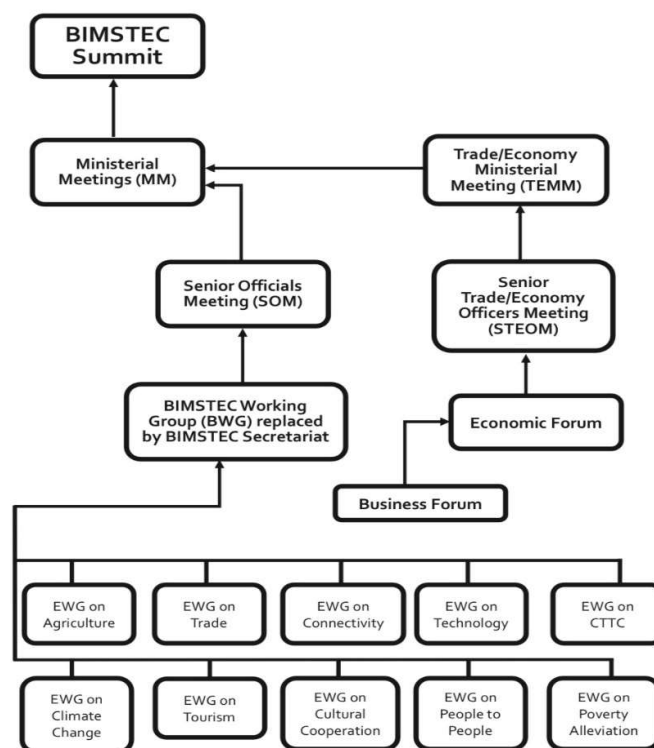 BIMSTEC
Summit
Ministerial
Meetings (MM)
Trade/Economy
Ministerial
Meeting (TEMM)
Senior Officials
Meeting (SOM)
Senior
Trade/Economy
Officers Meeting
(STEOM)
BIMSTEC Working
Group (BWG) replaced
by BIMSTEC Secretariat
Economic Forum
Business Forum
EWG on
Agriculture
EWG on
Trade
EWG on
Connectivity
EWG on
Technology
EWG on
CTTC
EWG on
Climate
Change
EWG on
Tourism
EWG on
Cultural
Cooperation
EWG on
People to
People
EWG on
Poverty
Alleviation